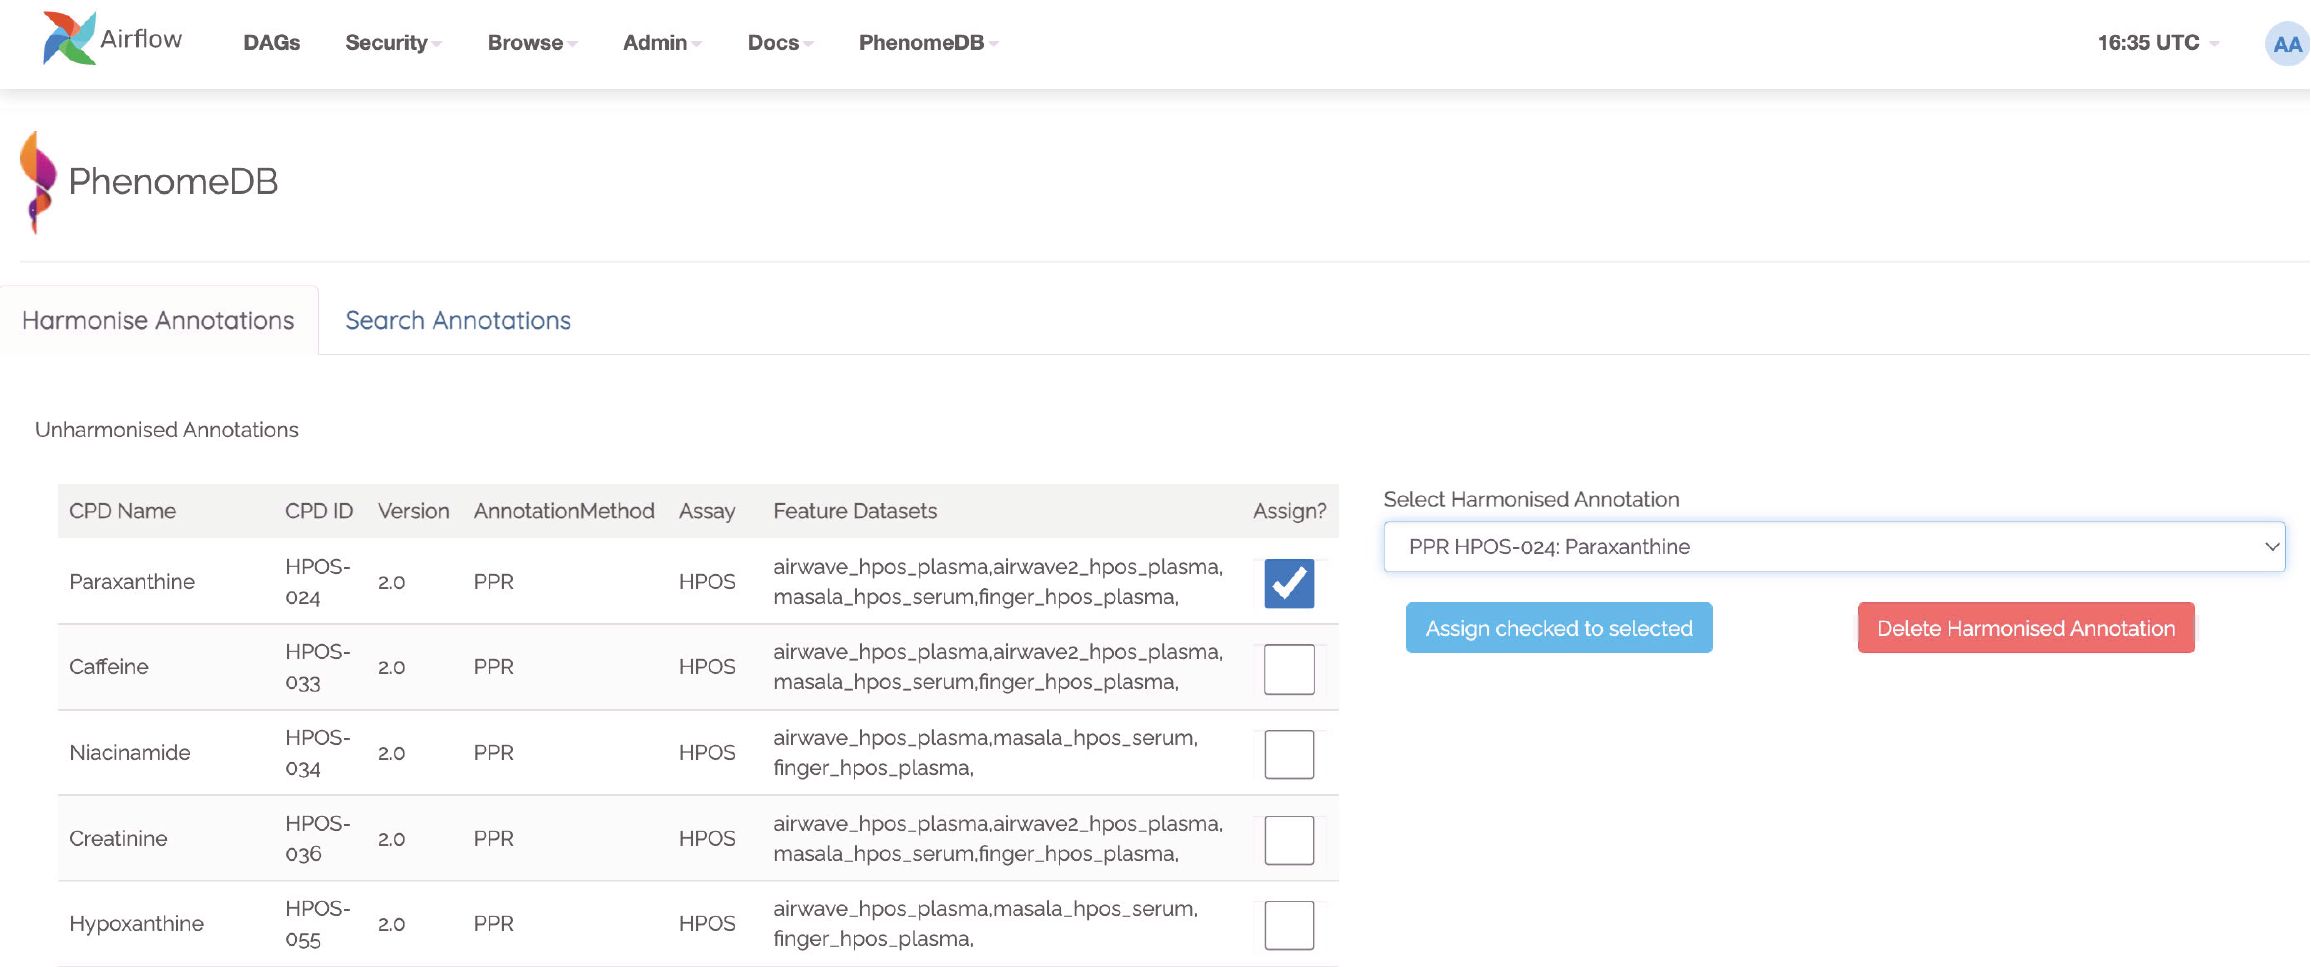 Airflow DAGs Security Browse Admin Docs PhenomeDB 16:35 UTC AA
PhenomeDB
Harmonise Annotations Search Annotations
Unharmonised Annotations
CPD Name CPD ID Version AnnotationMethod Assay Feature Datasets Assign?
Paraxanthine HPOS-024 2.0 PPR HPOS airwave_hpos_plasma,airwave2_hpos_plasma,
masala_hpos_serum,finger_hpos_plasma,
Caffeine HPOS-033 2.0 PPR HPOS airwave_hpos_plasma,airwave2_hpos_plasma,
masala_hpos_serum,finger_hpos_plasma,
Niacinamide HPOS-034 2.0 PPR HPOS airwave_hpos_plasma,masala_hpos_serum,
finger_hpos_plasma,
Creatinine HPOS-036 2.0 PPR HPOS airwave_hpos_plasma,airwave2_hpos_plasma,
masala_hpos_serum,finger_hpos_plasma,
Hypoxanthine HPOS-055 2.0 PPR HPOS airwave_hpos_plasma,masala_hpos_serum,
finger_hpos_plasma,
Select Harmonised Annotation
PPR HPOS-024: Paraxanthine
Assign checked to selected Delete Harmonised Annotation